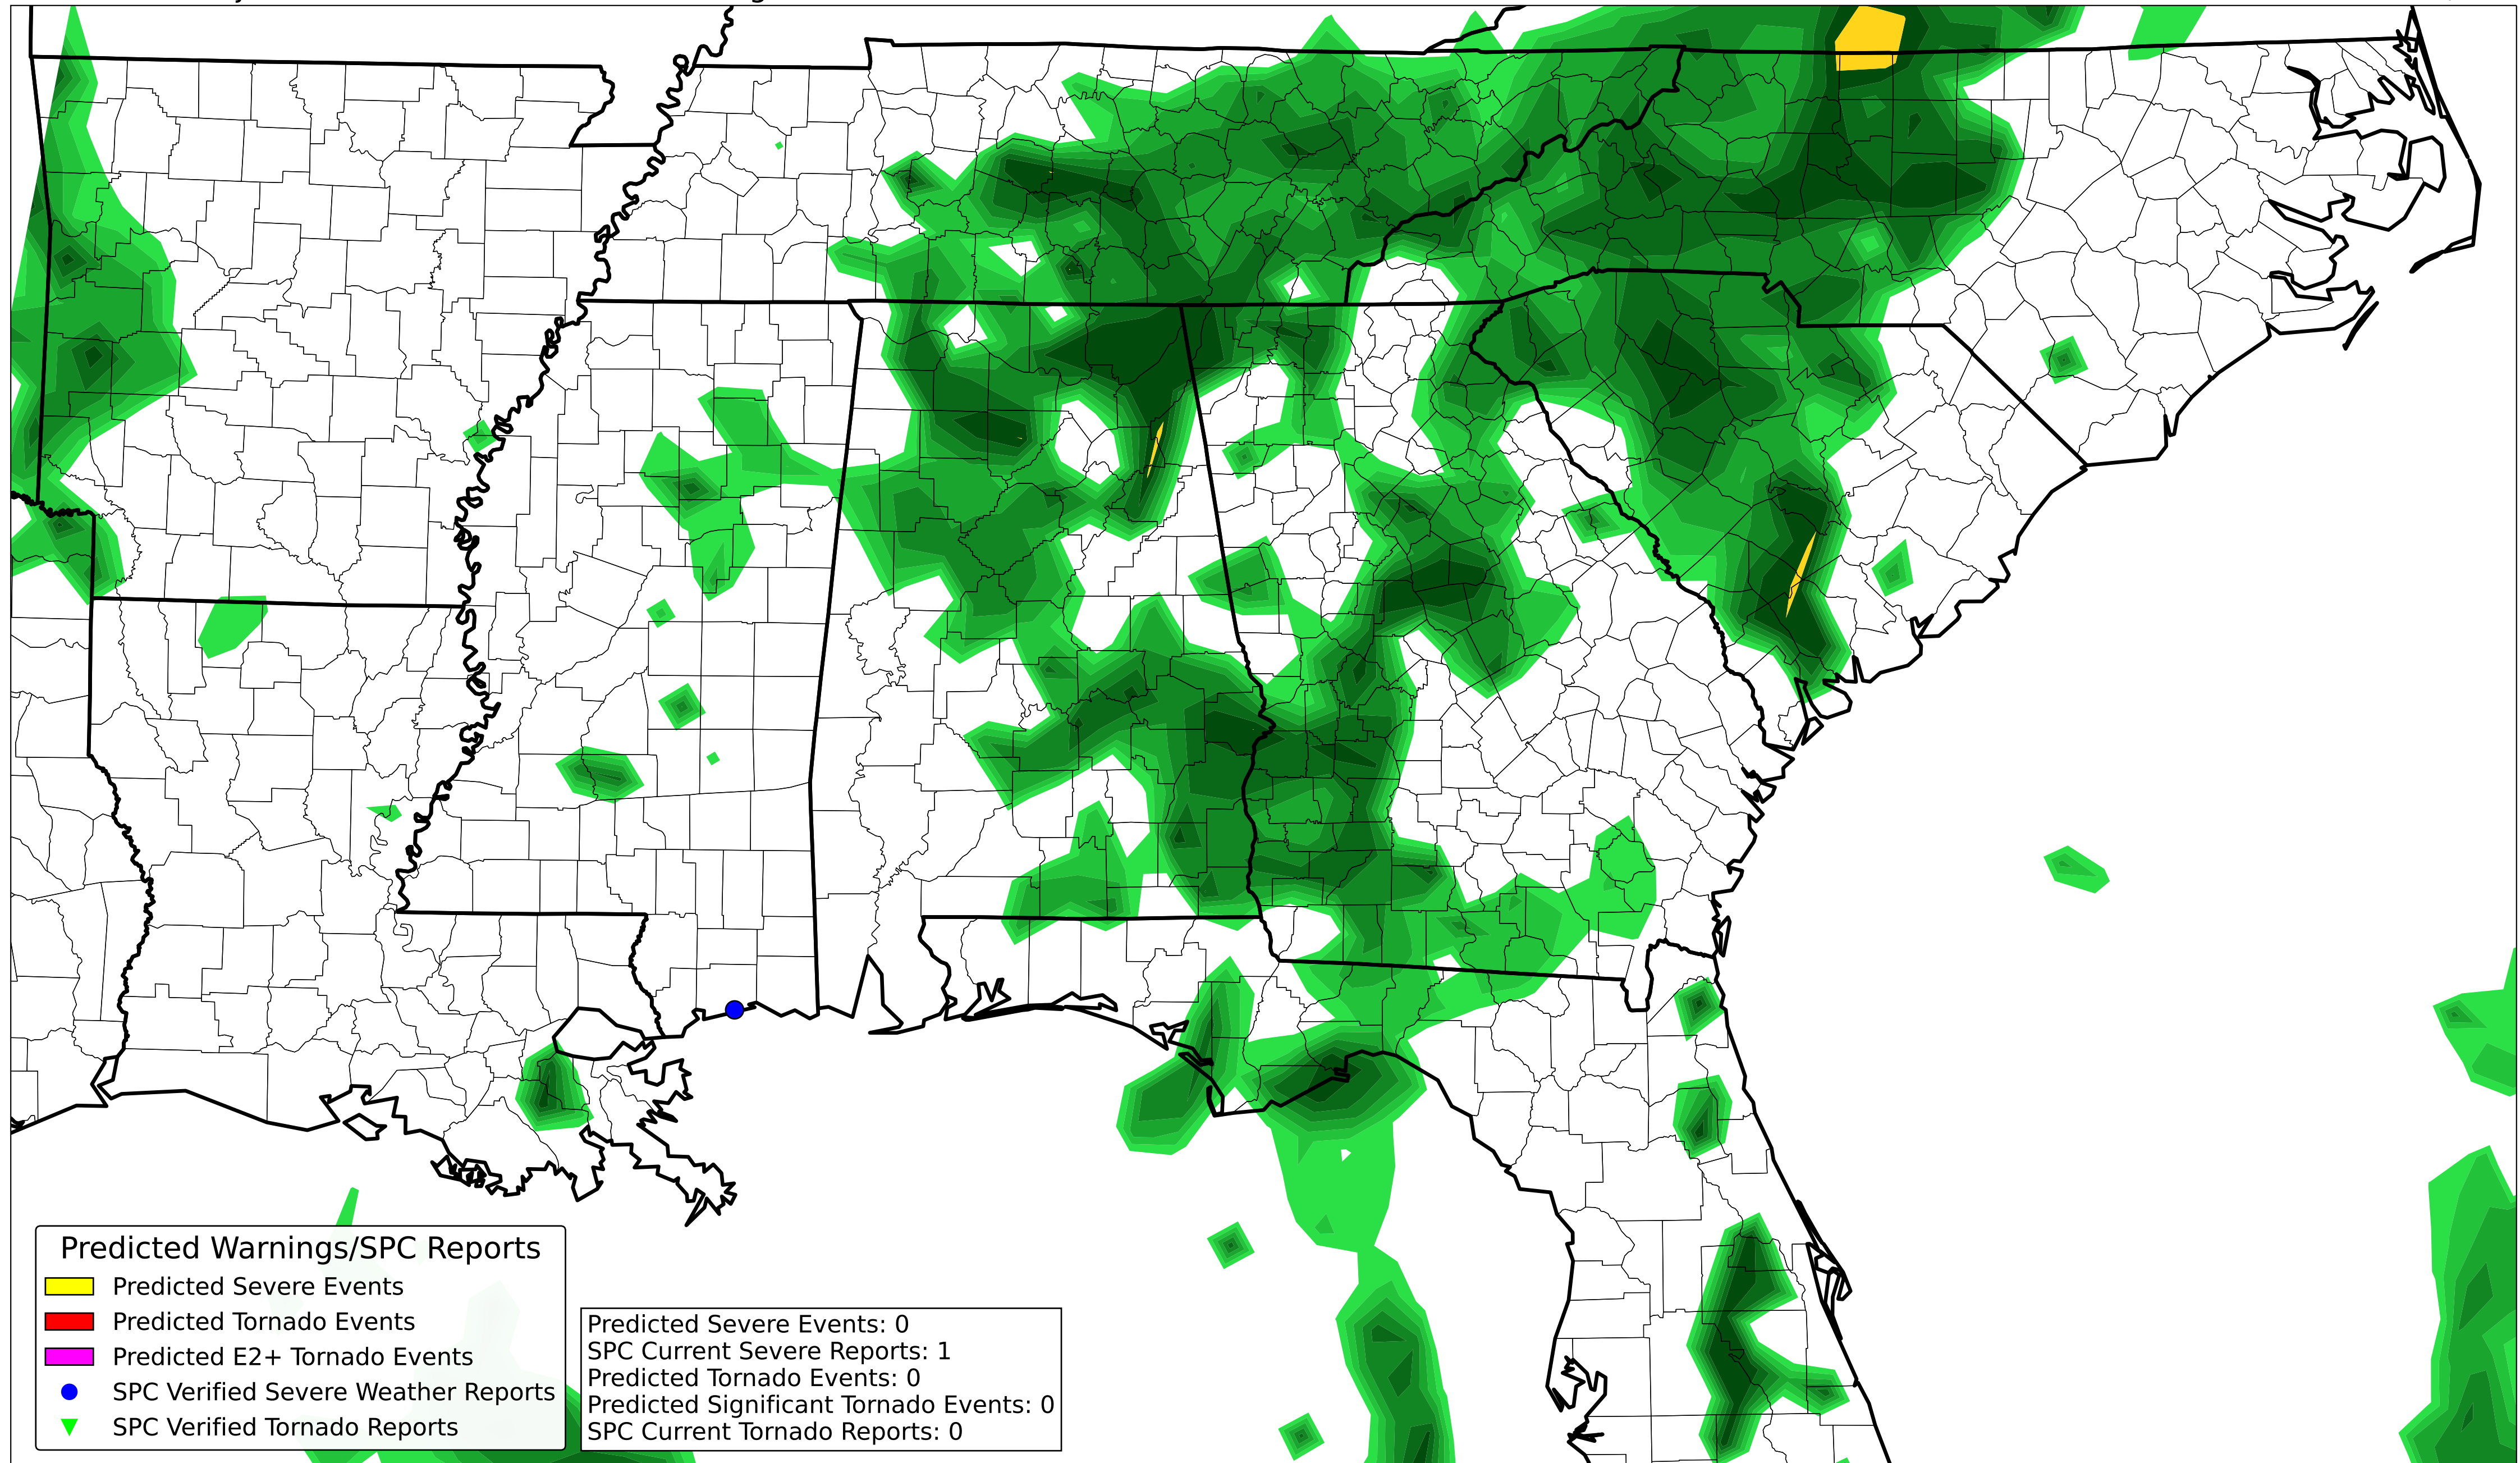 Predicted Warnings/SPC Reports
Predicted Severe Events
Predicted Tornado Events
Predicted E2+ Tornado Events
SPC Verified Severe Weather Reports
SPC Verified Tornado Reports
Predicted Severe Events: 0
SPC Current Severe Reports: 1
Predicted Tornado Events: 0
Predicted Significant Tornado Events: 0
SPC Current Tornado Reports: 0